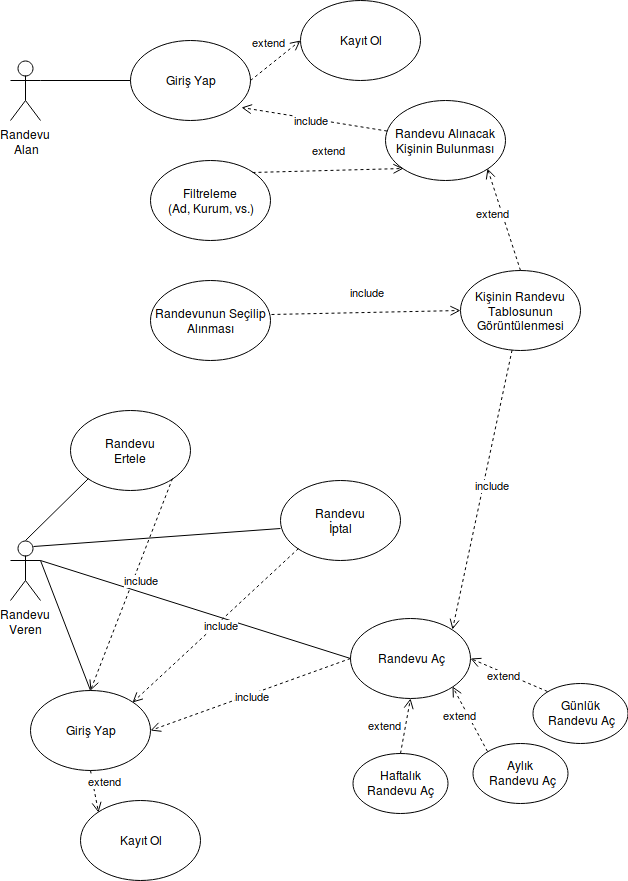 extend
Kayıt Ol
Giriş Yap
include
Randevu
Alan
Randevu Alınacak
Kişinin Bulunması
extend
Filtreleme
(Ad, Kurum, vs.)
extend
Randevunun Seçilip
Alınması
include
Kişinin Randevu
Tablosunun
Görüntülenmesi
Randevu
Ertele
include
Randevu
İptal
include
Randevu
Veren
include
Randevu Aç
include
extend
Günlük
Randevu Aç
extend
Aylık
Randevu Aç
extend
Haftalık
Randevu Aç
Giriş Yap
include
extend
Kayıt Ol